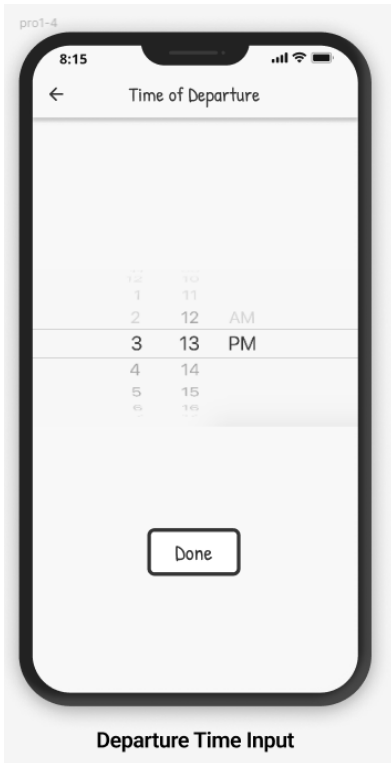 pro1-4
8:15
Time of Departure
12 10
1 11
2 12 AM
3 13 PM
4 14
5 15
6 16
Done
Departure Time Input